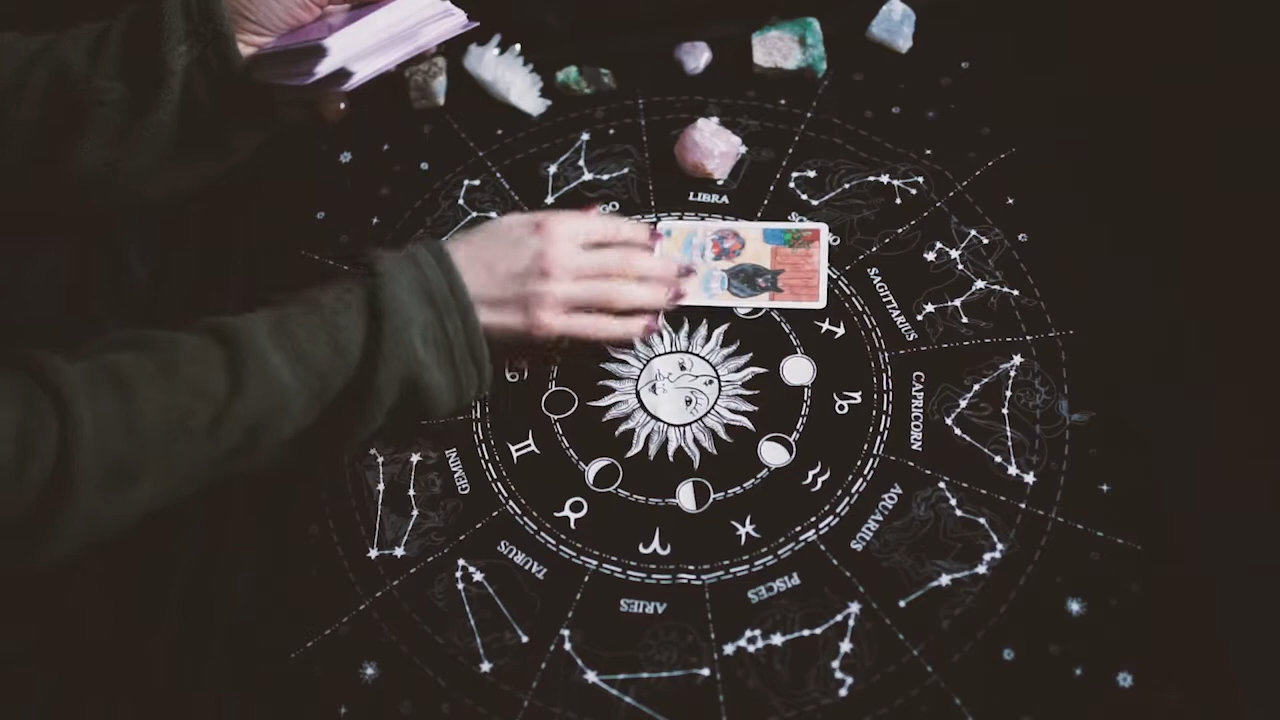 LIBRA
SAGITTARIUS
CAPRICORN
AQUARIUS
PISCES
ARIES
TAURUS
GEMINI